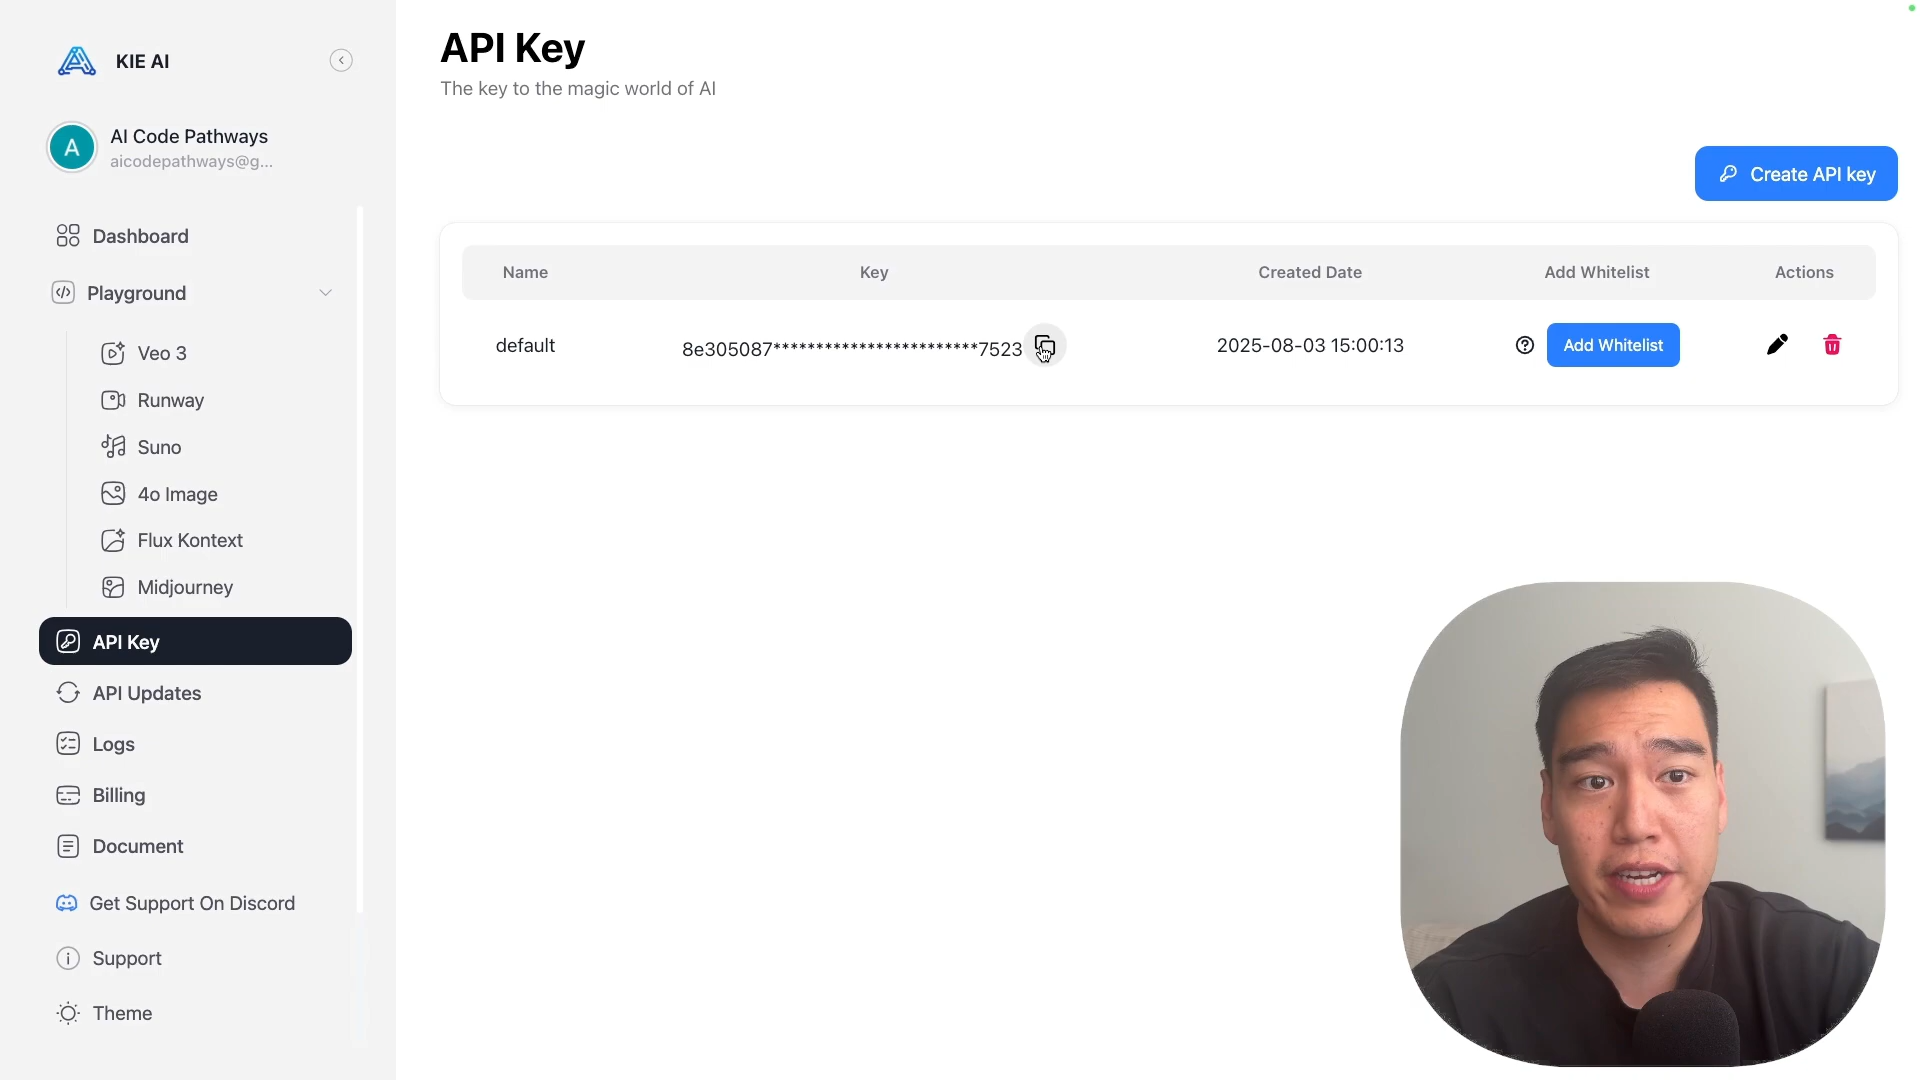 KIE AI
A
AI Code Pathways
aicodepathways@g...
Dashboard
Playground
Veo 3
Runway
Suno
4o Image
Flux Kontext
Midjourney
API Key
API Updates
Logs
Billing
Document
Get Support On Discord
Support
Theme
API Key
The key to the magic world of AI
Create API key
Name Key Created Date Add Whitelist Actions
default 8e305087************************7523 2025-08-03 15:00:13 Add Whitelist